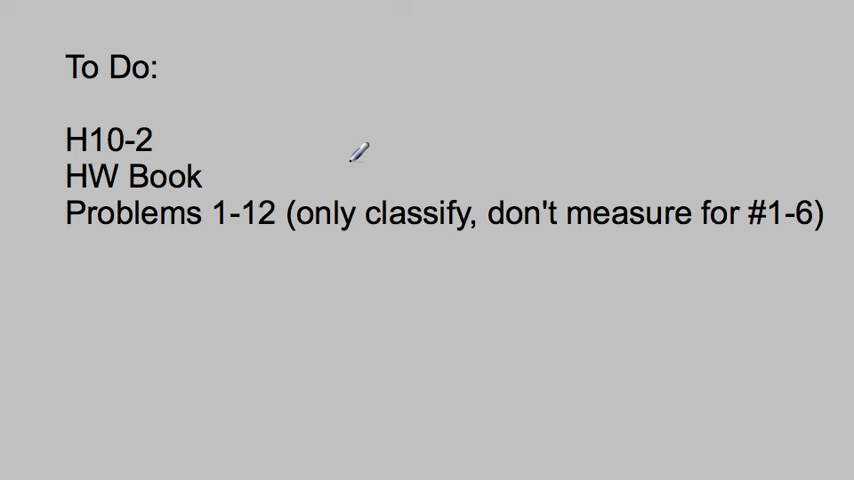 To Do:
H10-2
HW Book
Problems 1-12 (only classify, don't measure for #1-6)